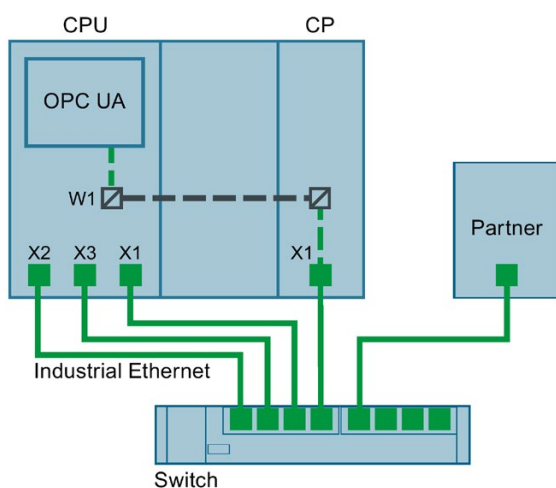 CPU
CP
OPC UA
W1
Partner
X2
X3
X1
X1
Industrial Ethernet
Switch